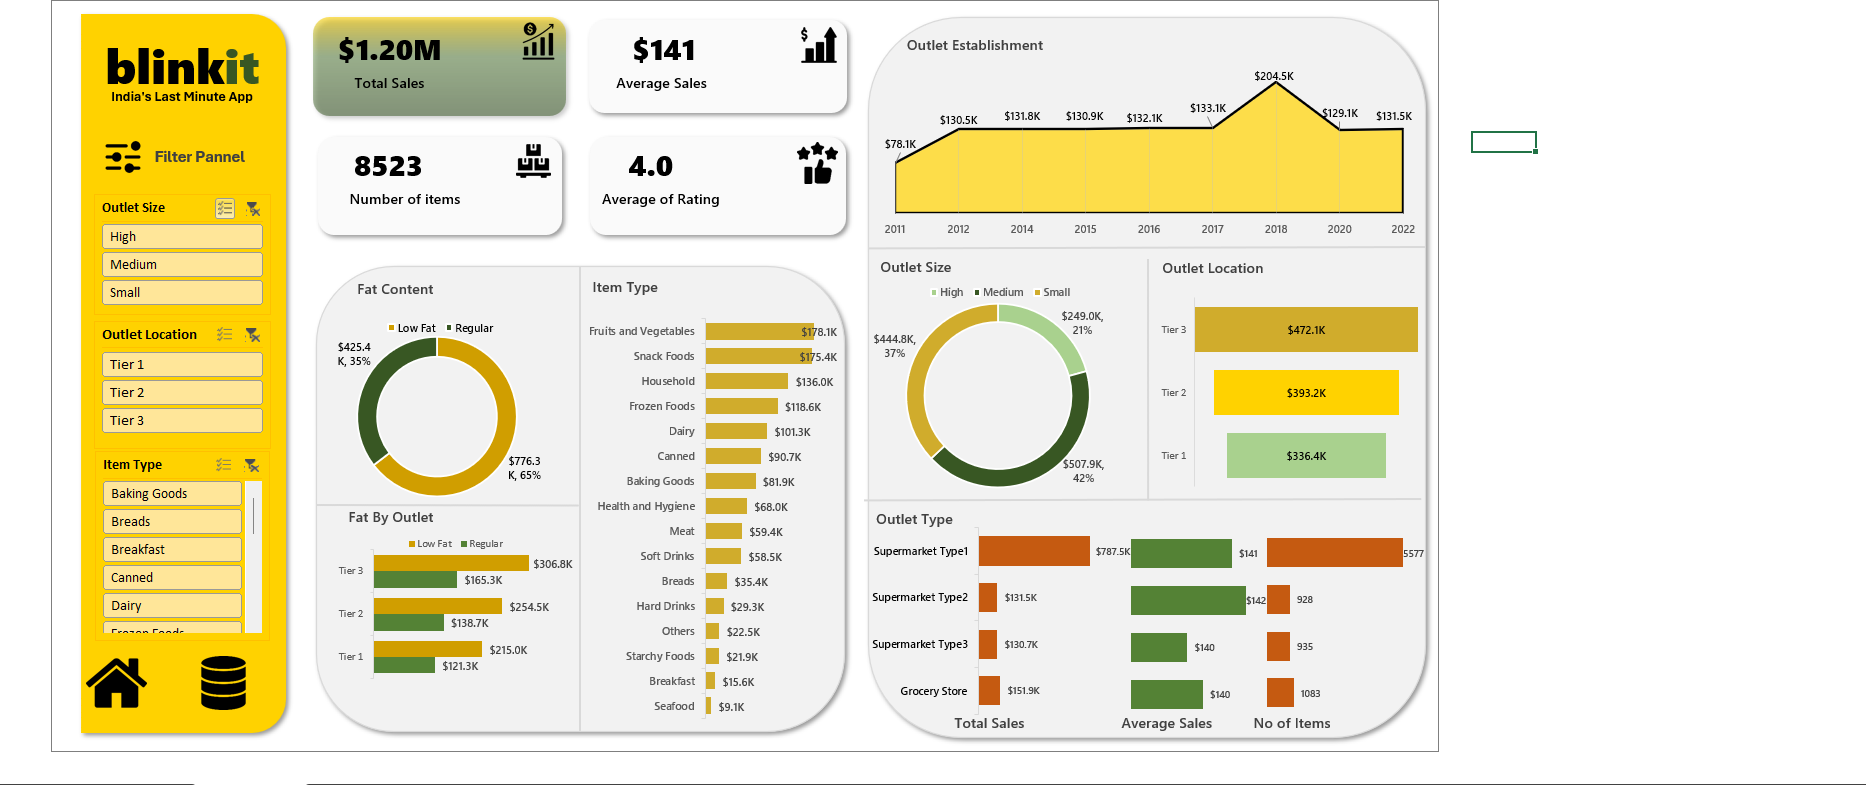 blinkit
India's Last Minute App
Filter Pannel
Outlet Size
High
Medium
Small
Outlet Location
Tier 1
Tier 2
Tier 3
Item Type
Baking Goods
Breads
Breakfast
Canned
Dairy
Frozen Foods
$1.20M
Total Sales
$141
Average Sales
8523
Number of items
4.0
Average of Rating
Fat Content
Low Fat Regular
$425.4
K, 35%
$776.3
K, 65%
Fat By Outlet
Low Fat Regular
Tier 3 $306.8K
$165.3K
Tier 2 $254.5K
$138.7K
Tier 1 $215.0K
$121.3K
Item Type
Fruits and Vegetables $178.1K
Snack Foods $175.4K
Household $136.0K
Frozen Foods $118.6K
Dairy $101.3K
Canned $90.7K
Baking Goods $81.9K
Health and Hygiene $68.0K
Meat $59.4K
Soft Drinks $58.5K
Breads $35.4K
Hard Drinks $29.3K
Others $22.5K
Starchy Foods $21.9K
Breakfast $15.6K
Seafood $9.1K
Outlet Establishment
$78.1K $130.5K $131.8K $130.9K $132.1K $133.1K $204.5K $129.1K $131.5K
2011 2012 2014 2015 2016 2017 2018 2020 2022
Outlet Size
High Medium Small
$249.0K,
21%
$444.8K,
37%
$507.9K,
42%
Outlet Location
Tier 3 $472.1K
Tier 2 $393.2K
Tier 1 $336.4K
Outlet Type
Supermarket Type1 $787.5K $141 5577
Supermarket Type2 $131.5K $142 928
Supermarket Type3 $130.7K $140 935
Grocery Store $151.9K $140 1083
Total Sales Average Sales No of Items